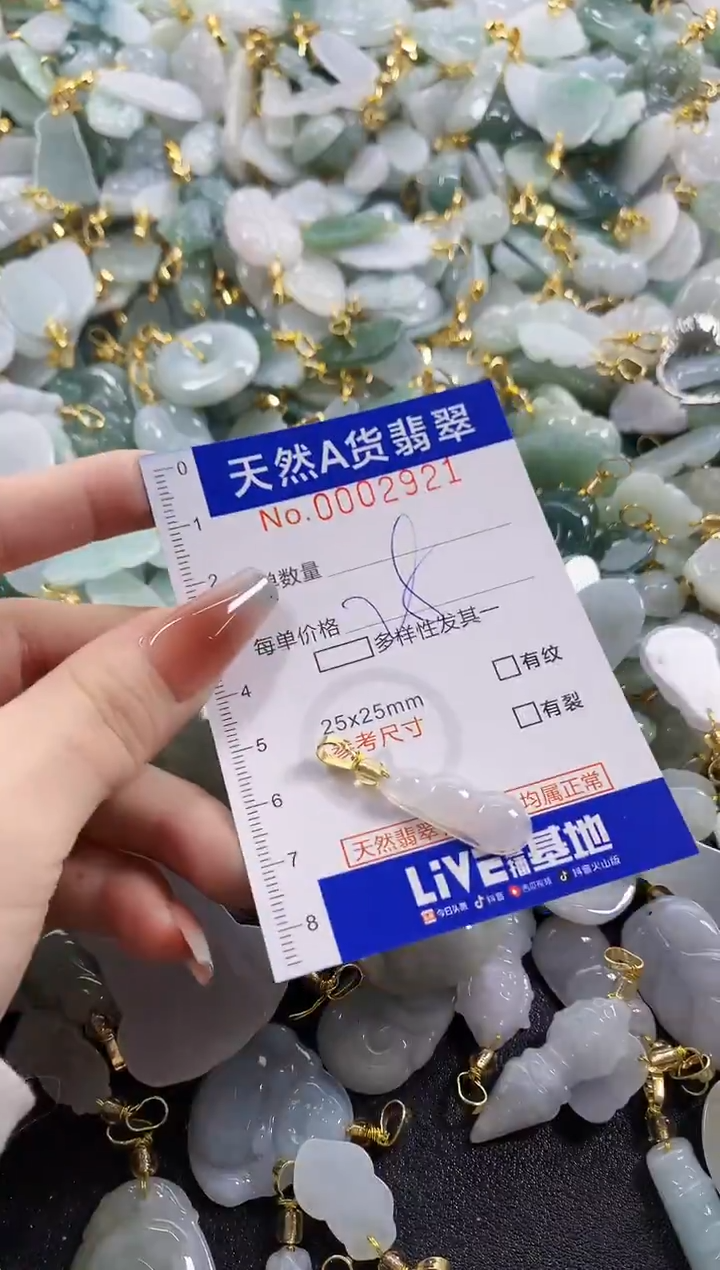 天然A货翡翠
No.0002921
0
1
2
单数量
每单价格
多样性发其一
4
有纹
25x25mm
有裂
5
参考尺寸
6
均属正常
天然翡翠
7
LiVE 播基地
今日头条 抖音 西瓜视频 抖音火山版
8